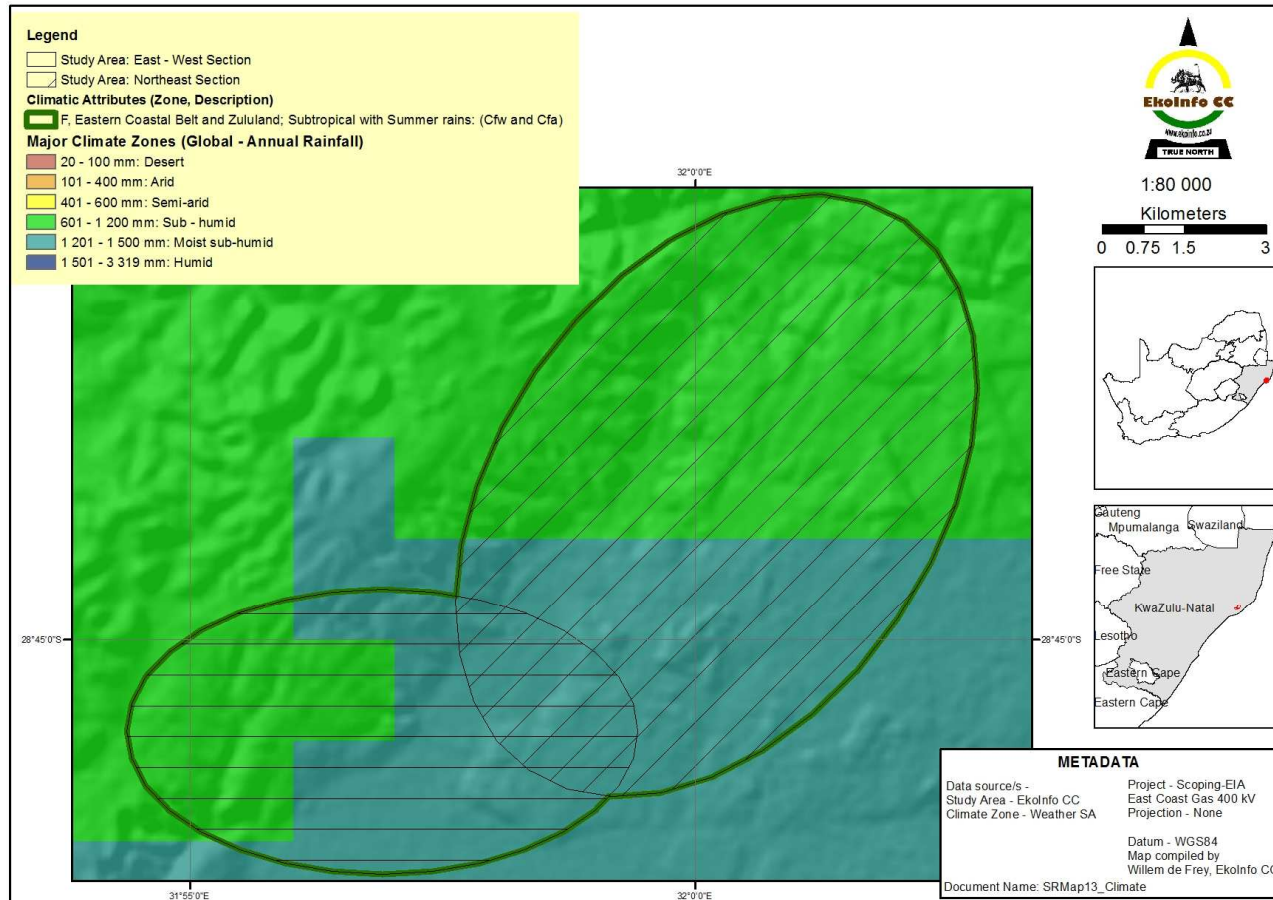 Legend
Study Area: East - West Section
Study Area: Northeast Section
Climatic Attributes (Zone, Description)
F, Eastern Coastal Belt and Zululand; Subtropical with Summer rains: (Cfw and Cfa)
Major Climate Zones (Global - Annual Rainfall)
20 - 100 mm: Desert
101 - 400 mm: Arid
401 - 600 mm: Semi-arid
601 - 1 200 mm: Sub - humid
1 201 - 1 500 mm: Moist sub-humid
1 501 - 3 319 mm: Humid
32°0'0"E
28°45'0"S
28°45'0"S
31°55'0"E
32°0'0"E
EkoInfo CC
www.ekoinfo.co.za
TRUE NORTH
1:80 000
Kilometers
0 0.75 1.5 3
Gauteng
Mpumalanga
Swaziland
Free State
KwaZulu-Natal
Lesotho
Eastern Cape
Eastern Cape
METADATA
Data source/s -
Study Area - EkoInfo CC
Climate Zone - Weather SA
Project - Scoping-EIA
East Coast Gas 400 kV
Projection - None
Datum - WGS84
Map compiled by
Willem de Frey, EkoInfo CC
Document Name: SRMap13_Climate